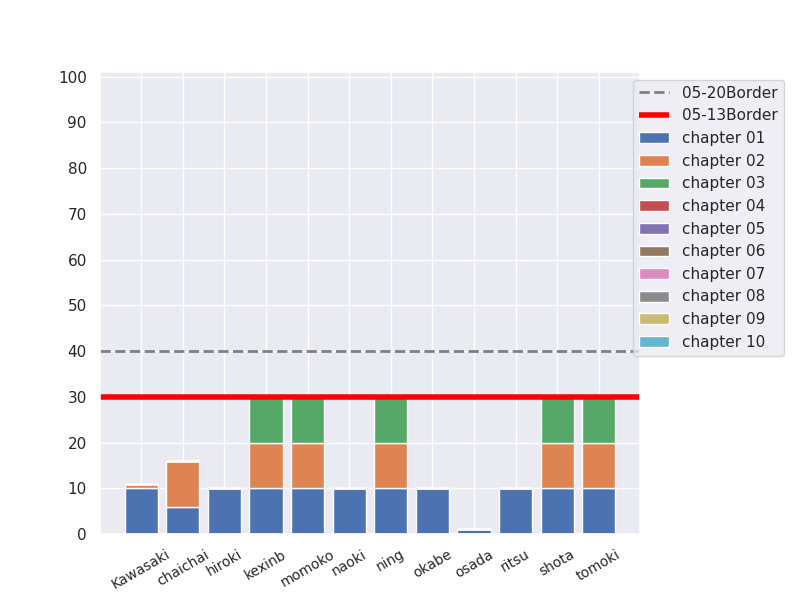 100
90
80
70
60
50
40
30
20
10
0
05-20Border
05-13Border
chapter 01
chapter 02
chapter 03
chapter 04
chapter 05
chapter 06
chapter 07
chapter 08
chapter 09
chapter 10
Kawasaki
chaichai
hiroki
kexinb
momoko
naoki
ning
okabe
osada
ritsu
shota
tomoki